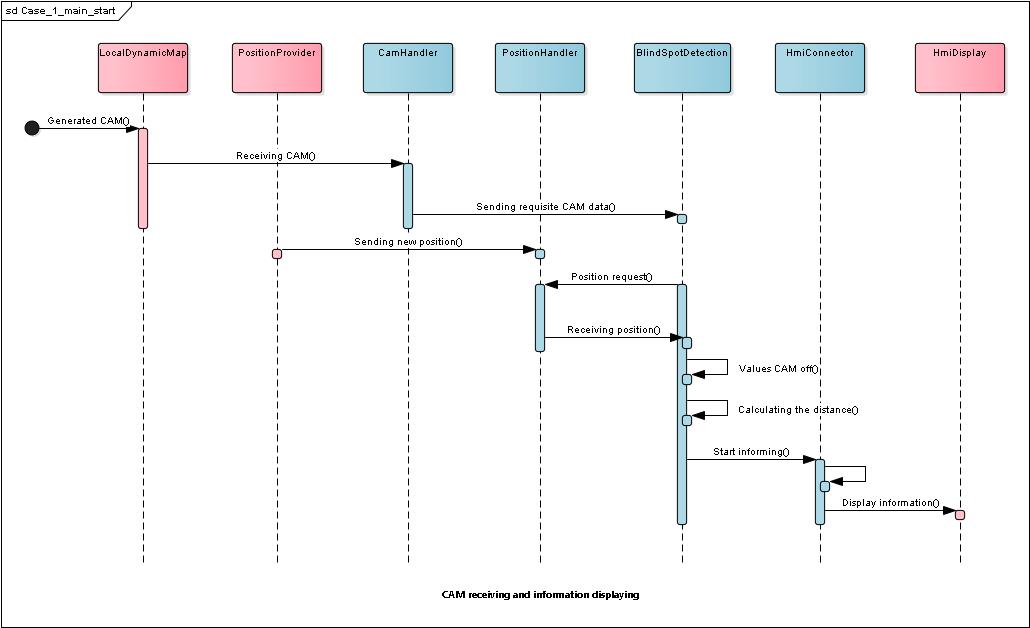 sd Case_1_main_start
LocalDynamicMap
PositionProvider
CamHandler
PositionHandler
BlindSpotDetection
HmiConnector
HmiDisplay
Generated CAM()
Receiving CAM()
Sending requisite CAM data()
Sending new position()
Position request()
Receiving position()
Values CAM off()
Calculating the distance()
Start informing()
Display information()
CAM receiving and information displaying